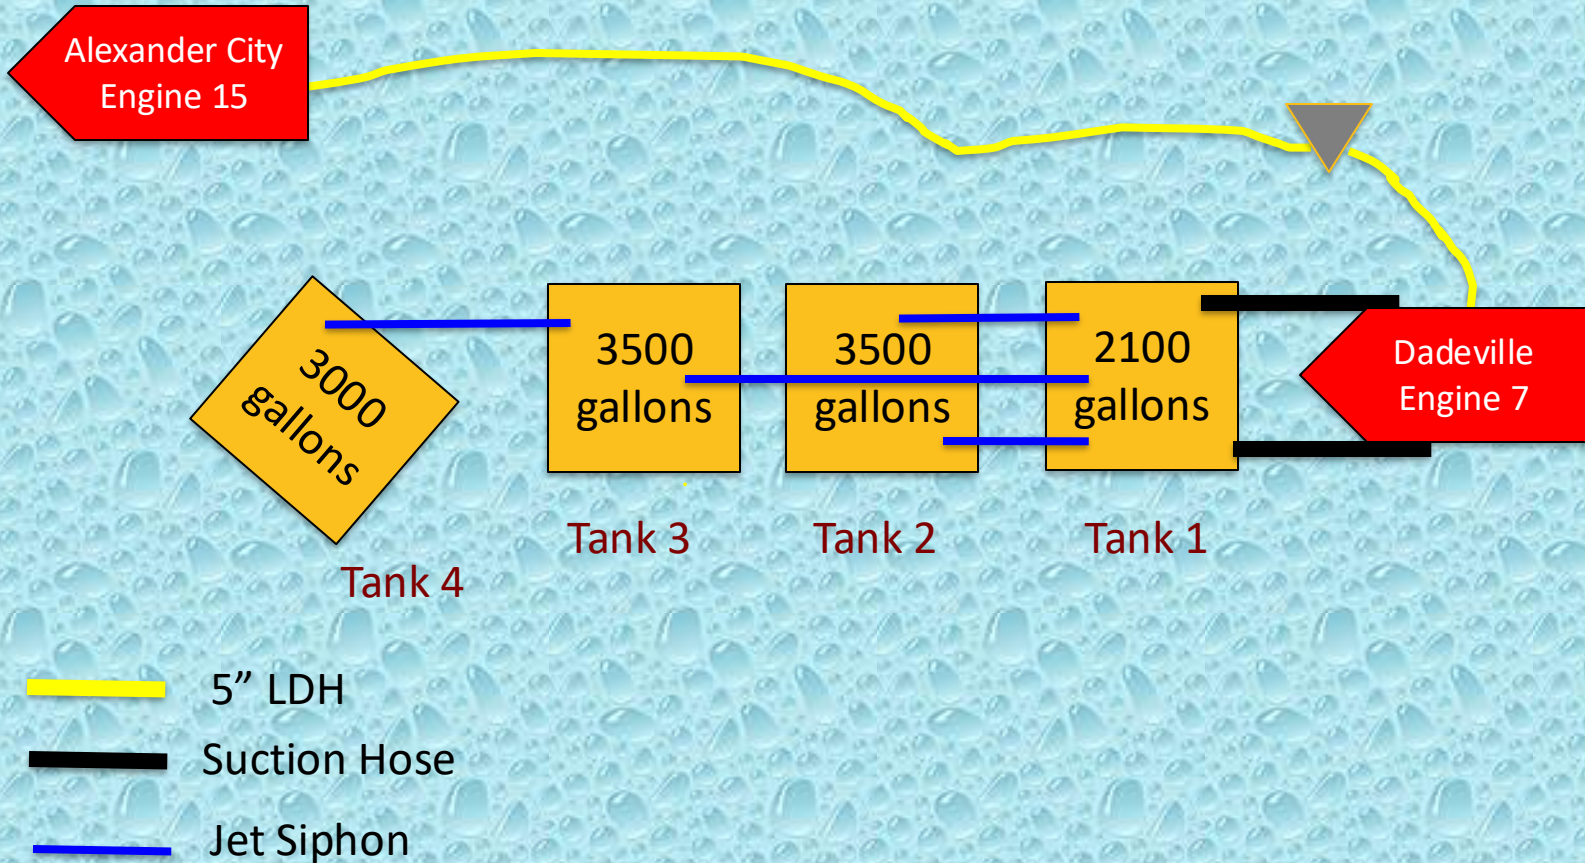 Alexander City
Engine 15
3000
gallons
3500
gallons
3500
gallons
2100
gallons
Dadeville
Engine 7
Tank 4
Tank 3
Tank 2
Tank 1
5” LDH
Suction Hose
Jet Siphon